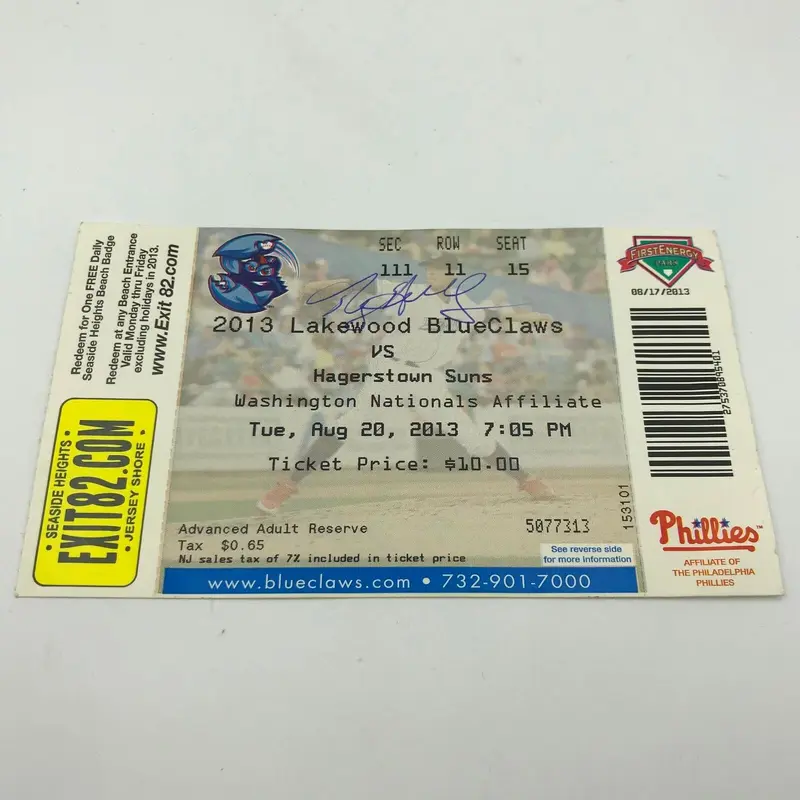 Redeem for One FREE Daily
Seaside Heights Beach Badge
Redeem at any Beach Entrance
Valid Monday thru Friday
excluding holidays in 2013.
www.Exit 82.com
• SEASIDE HEIGHTS •
EXIT82.COM
• JERSEY SHORE •
SEC ROW SEAT
111 11 15
2013 Lakewood BlueClaws
VS
Hagerstown Suns
Washington Nationals Affiliate
Tue, Aug 20, 2013 7:05 PM
Ticket Price: $10.00
Advanced Adult Reserve
5077313
Tax $0.65
NJ sales tax of 7% included in ticket price
See reverse side
for more information
www.blueclaws.com • 732-901-7000
153101
FIRSTENERGY
PARK
08/17/2013
275370845401
Phillies™
AFFILIATE OF
THE PHILADELPHIA
PHILLIES